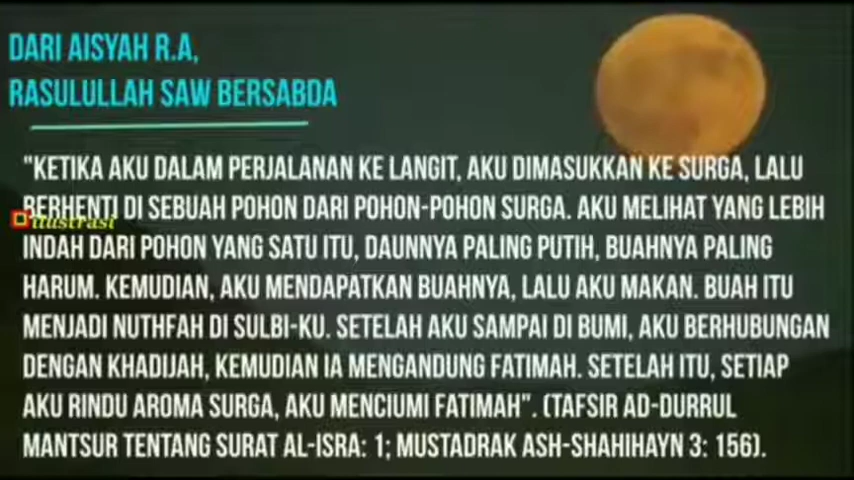 DARI AISYAH R.A,
RASULULLAH SAW BERSABDA
"KETIKA AKU DALAM PERJALANAN KE LANGIT, AKU DIMASUKKAN KE SURGA, LALU
BERHENTI DI SEBUAH POHON DARI POHON-POHON SURGA. AKU MELIHAT YANG LEBIH
illustrasi
INDAH DARI POHON YANG SATU ITU, DAUNNYA PALING PUTIH, BUAHNYA PALING
HARUM. KEMUDIAN, AKU MENDAPATKAN BUAHNYA, LALU AKU MAKAN. BUAH ITU
MENJADI NUTHFAH DI SULBI-KU. SETELAH AKU SAMPAI DI BUMI, AKU BERHUBUNGAN
DENGAN KHADIJAH, KEMUDIAN IA MENGANDUNG FATIMAH. SETELAH ITU, SETIAP
AKU RINDU AROMA SURGA, AKU MENCIUMI FATIMAH". (TAFSIR AD-DURRUL
MANTSUR TENTANG SURAT AL-ISRA: 1; MUSTADRAK ASH-SHAHIHAYN 3: 156).